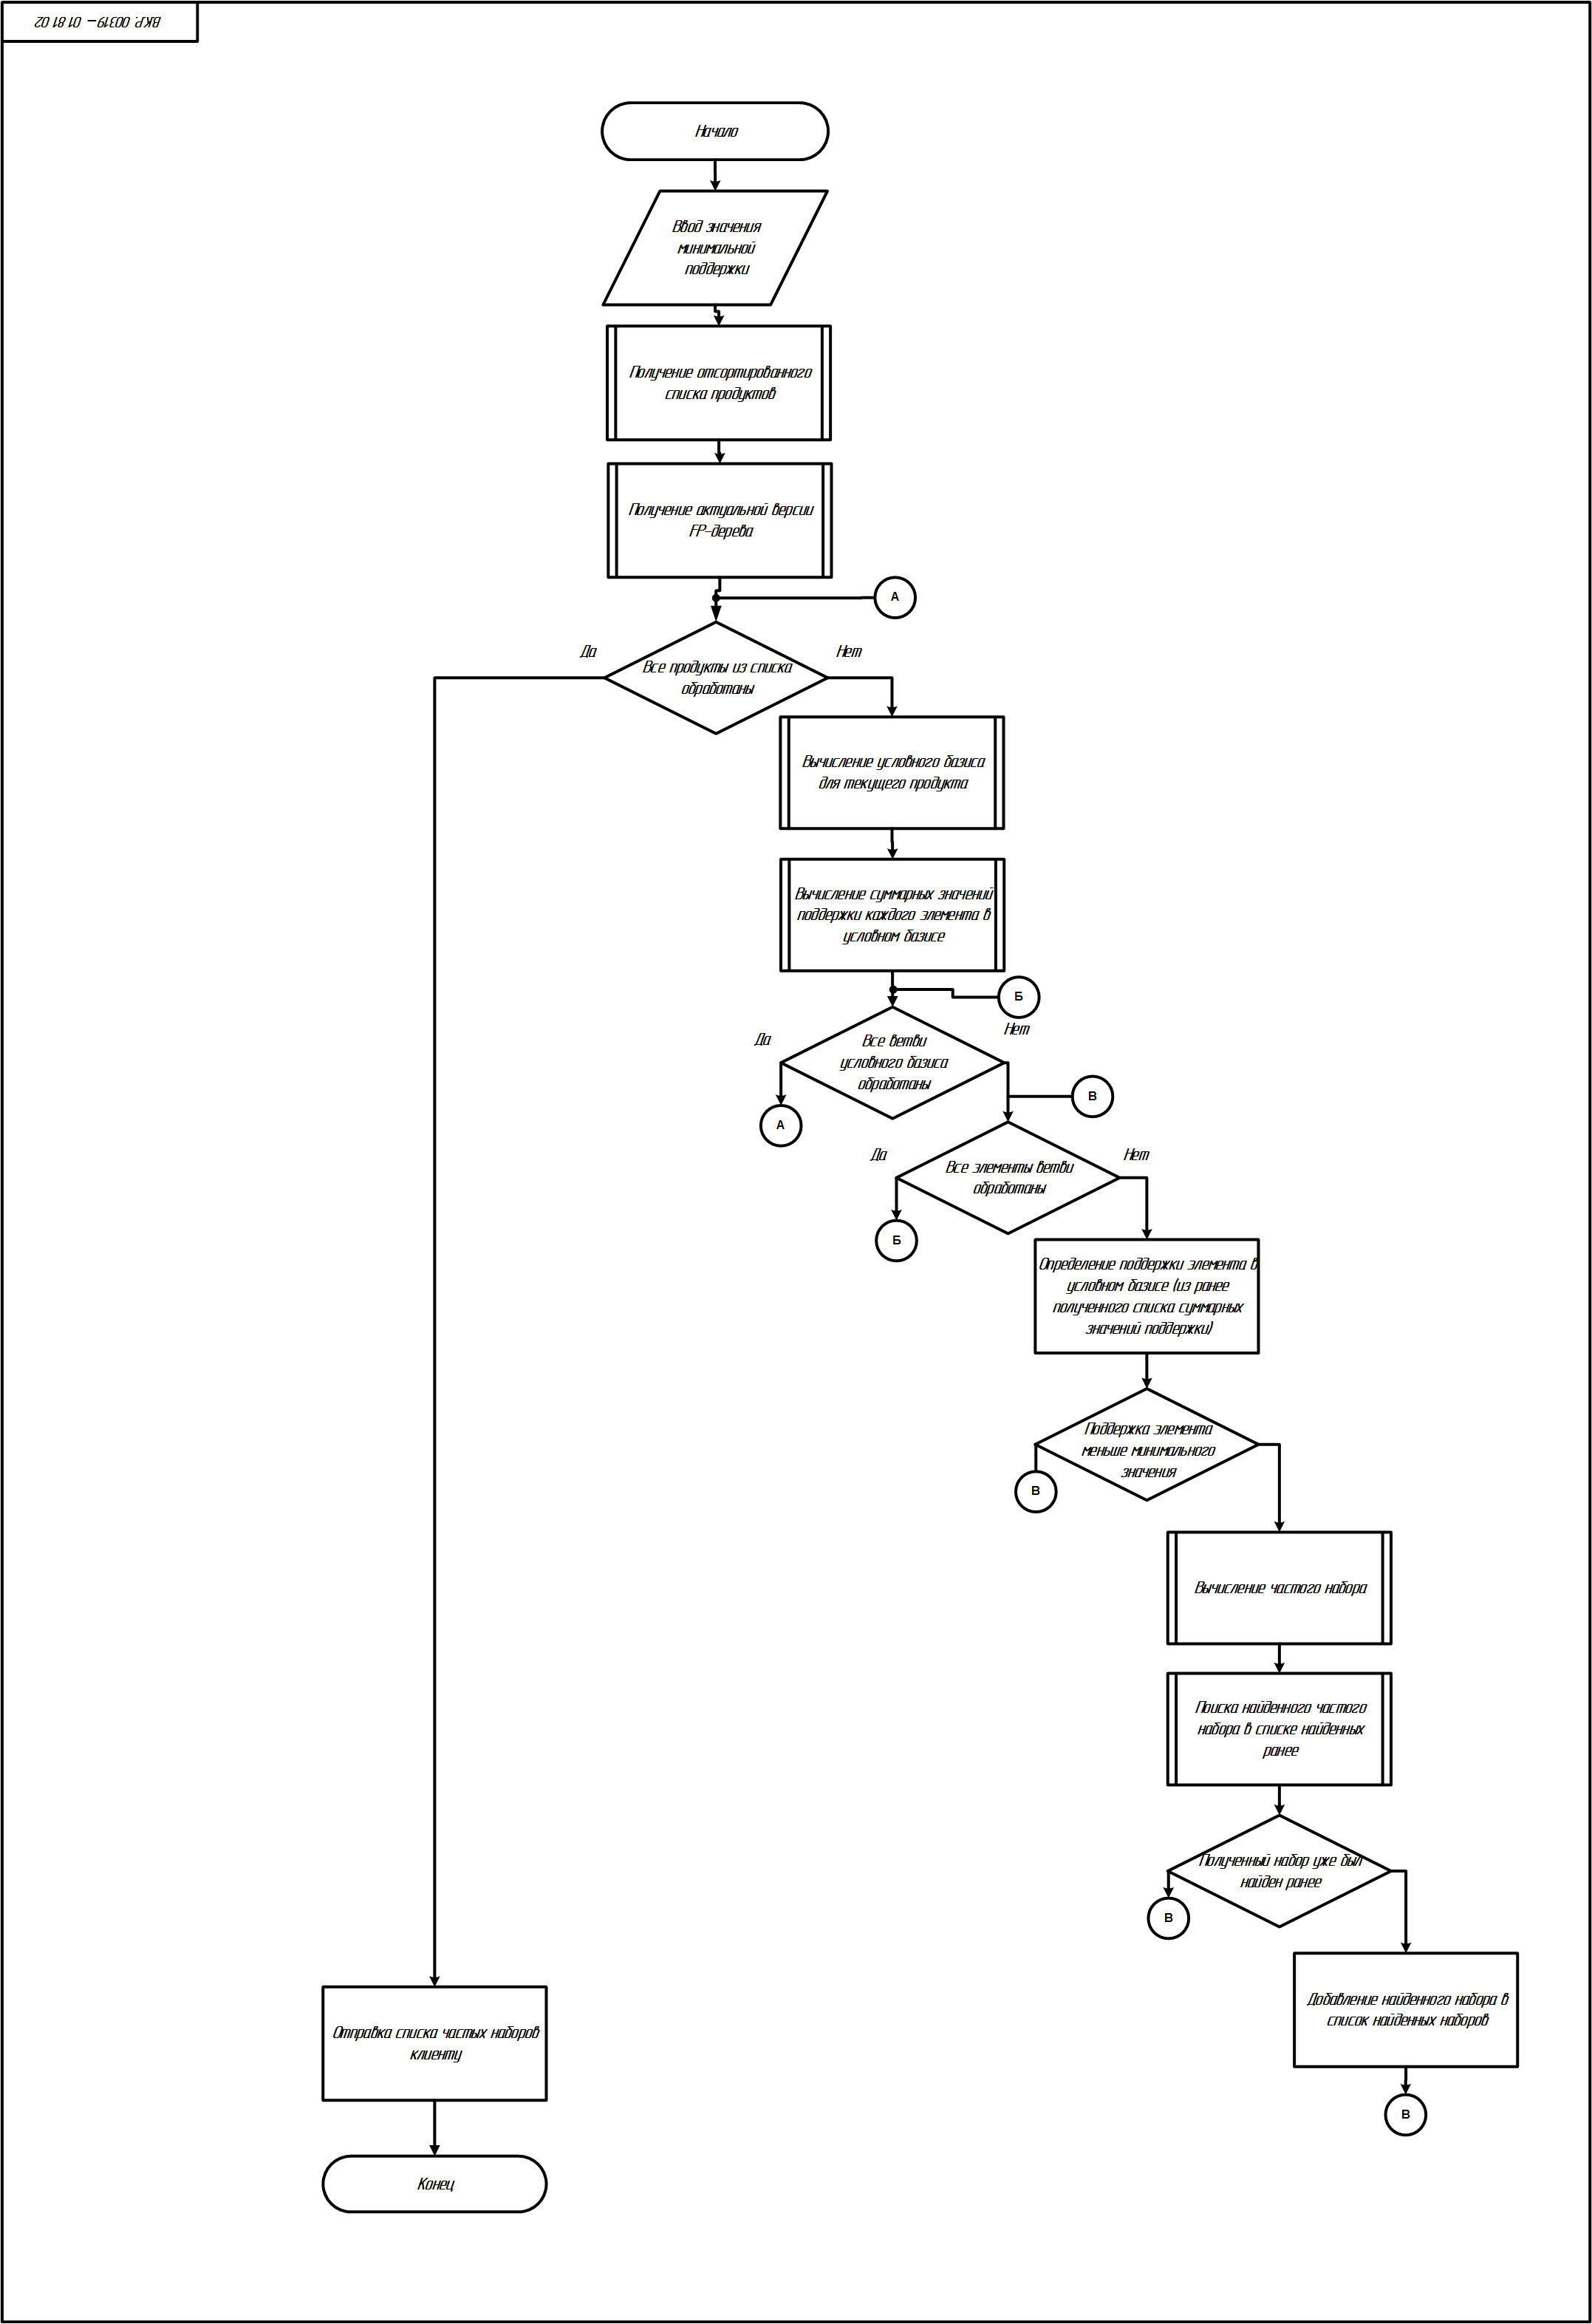 ВКР. 00319– 01 81 02
Начало
Ввод значения
минимальной
поддержки
Получение отсортированного
списка продуктов
Получение актуальной версии
FP-дерева
А
Да
Нет
Все продукты из списка
обработаны
Вычисление условного базиса
для текущего продукта
Вычисление суммарных значений
поддержки каждого элемента в
условном базисе
Б
Да
Нет
Все ветви
условного базиса
обработаны
В
А
Да
Нет
Все элементы ветви
обработаны
Б
Определение поддержки элемента в
условном базисе (из ранее
полученного списка суммарных
значений поддержки)
Поддержка элемента
меньше минимального
значения
В
Вычисление частого набора
Поиска найденного частого
набора в списке найденных
ранее
Полученный набор уже был
найден ранее
В
Добавление найденного набора в
список найденных наборов
Отправка списка частых наборов
клиенту
В
Конец